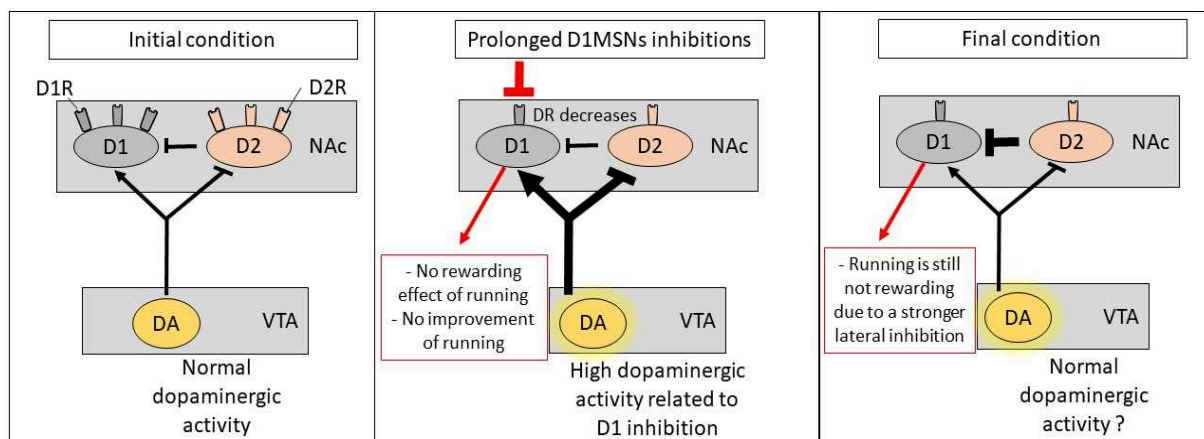 Initial condition
D1R
D2R
D1
D2
NAc
DA
VTA
Normal
dopaminergic
activity
Prolonged D1MSNs inhibitions
DR decreases
D1
D2
NAc
- No rewarding
effect of running
- No improvement
of running
DA
VTA
High dopaminergic
activity related to
D1 inhibition
Final condition
D1
D2
NAc
- Running is still
not rewarding
due to a stronger
lateral inhibition
DA
VTA
Normal
dopaminergic
activity ?